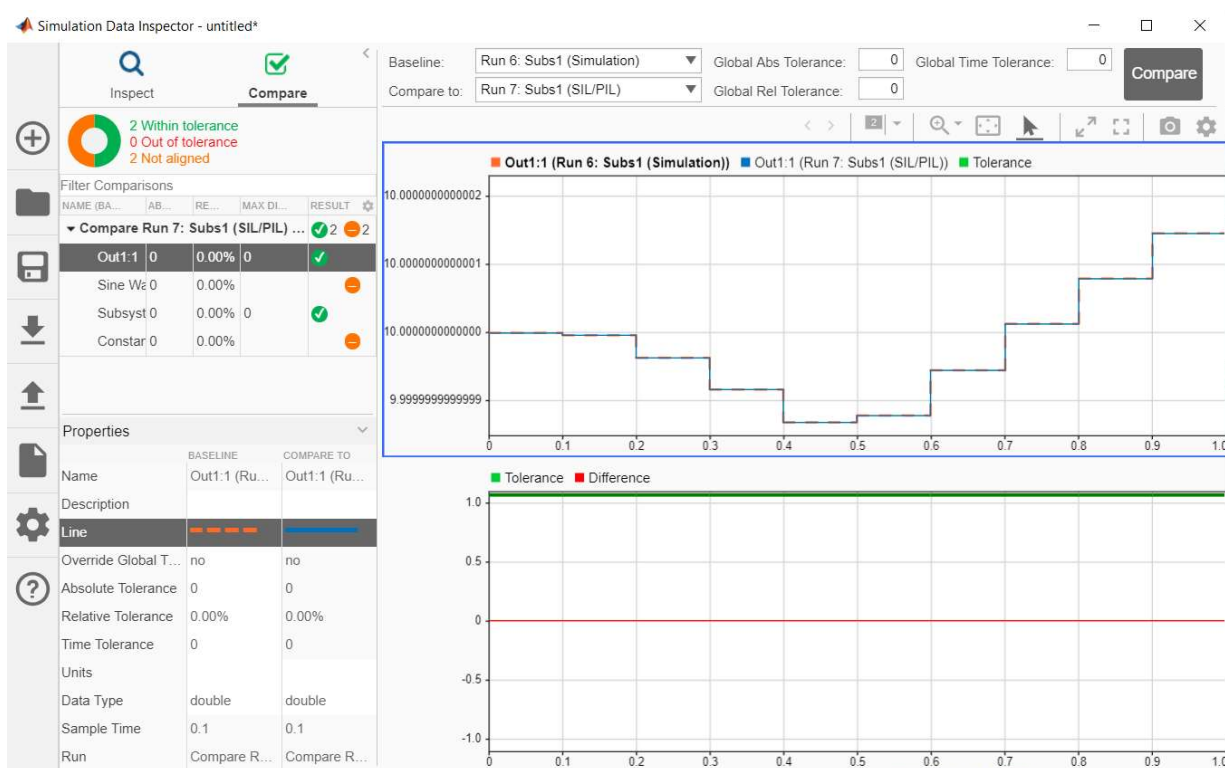 Simulation Data Inspector - untitled*
Inspect
Compare
Baseline: Run 6: Subs1 (Simulation) Global Abs Tolerance: 0 Global Time Tolerance: 0
Compare
Compare to: Run 7: Subs1 (SIL/PIL) Global Rel Tolerance: 0
2 Within tolerance
0 Out of tolerance
2 Not aligned
2
Filter Comparisons
NAME (BA... AB... RE... MAX DI... RESULT
Compare Run 7: Subs1 (SIL/PIL) ... 2 2
Out1:1 0 0.00% 0
Sine Wa 0 0.00%
Subsyst 0 0.00% 0
Constar 0 0.00%
Properties
BASELINE COMPARE TO
Name Out1:1 (Ru... Out1:1 (Ru...
Description
Line
Override Global T... no no
Absolute Tolerance 0 0
Relative Tolerance 0.00% 0.00%
Time Tolerance 0 0
Units
Data Type double double
Sample Time 0.1 0.1
Run Compare R... Compare R...
Out1:1 (Run 6: Subs1 (Simulation)) Out1:1 (Run 7: Subs1 (SIL/PIL)) Tolerance
10.0000000000002
10.0000000000001
10.0000000000000
9.9999999999999
0 0.1 0.2 0.3 0.4 0.5 0.6 0.7 0.8 0.9 1.0
Tolerance Difference
1.0
0.5
0
-0.5
-1.0
0 0.1 0.2 0.3 0.4 0.5 0.6 0.7 0.8 0.9 1.0